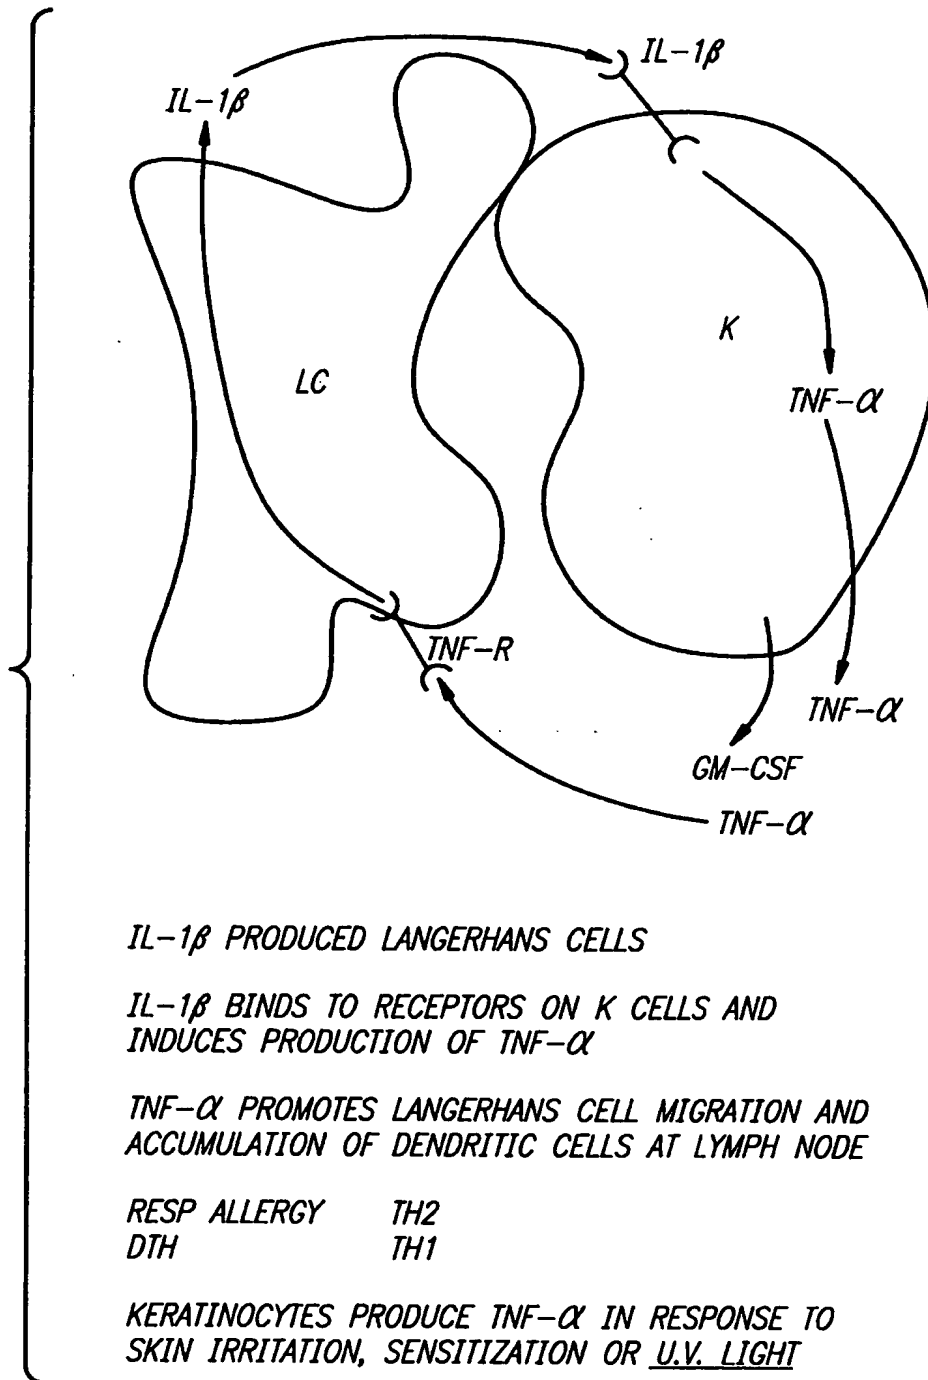 IL-1β
IL-1β
K
LC
TNF-α
TNF-R
TNF-α
GM-CSF
TNF-α
IL-1β PRODUCED LANGERHANS CELLS
IL-1β BINDS TO RECEPTORS ON K CELLS AND
INDUCES PRODUCTION OF TNF-α
TNF-α PROMOTES LANGERHANS CELL MIGRATION AND
ACCUMULATION OF DENDRITIC CELLS AT LYMPH NODE
RESP ALLERGY TH2
DTH TH1
KERATINOCYTES PRODUCE TNF-α IN RESPONSE TO
SKIN IRRITATION, SENSITIZATION OR U.V. LIGHT